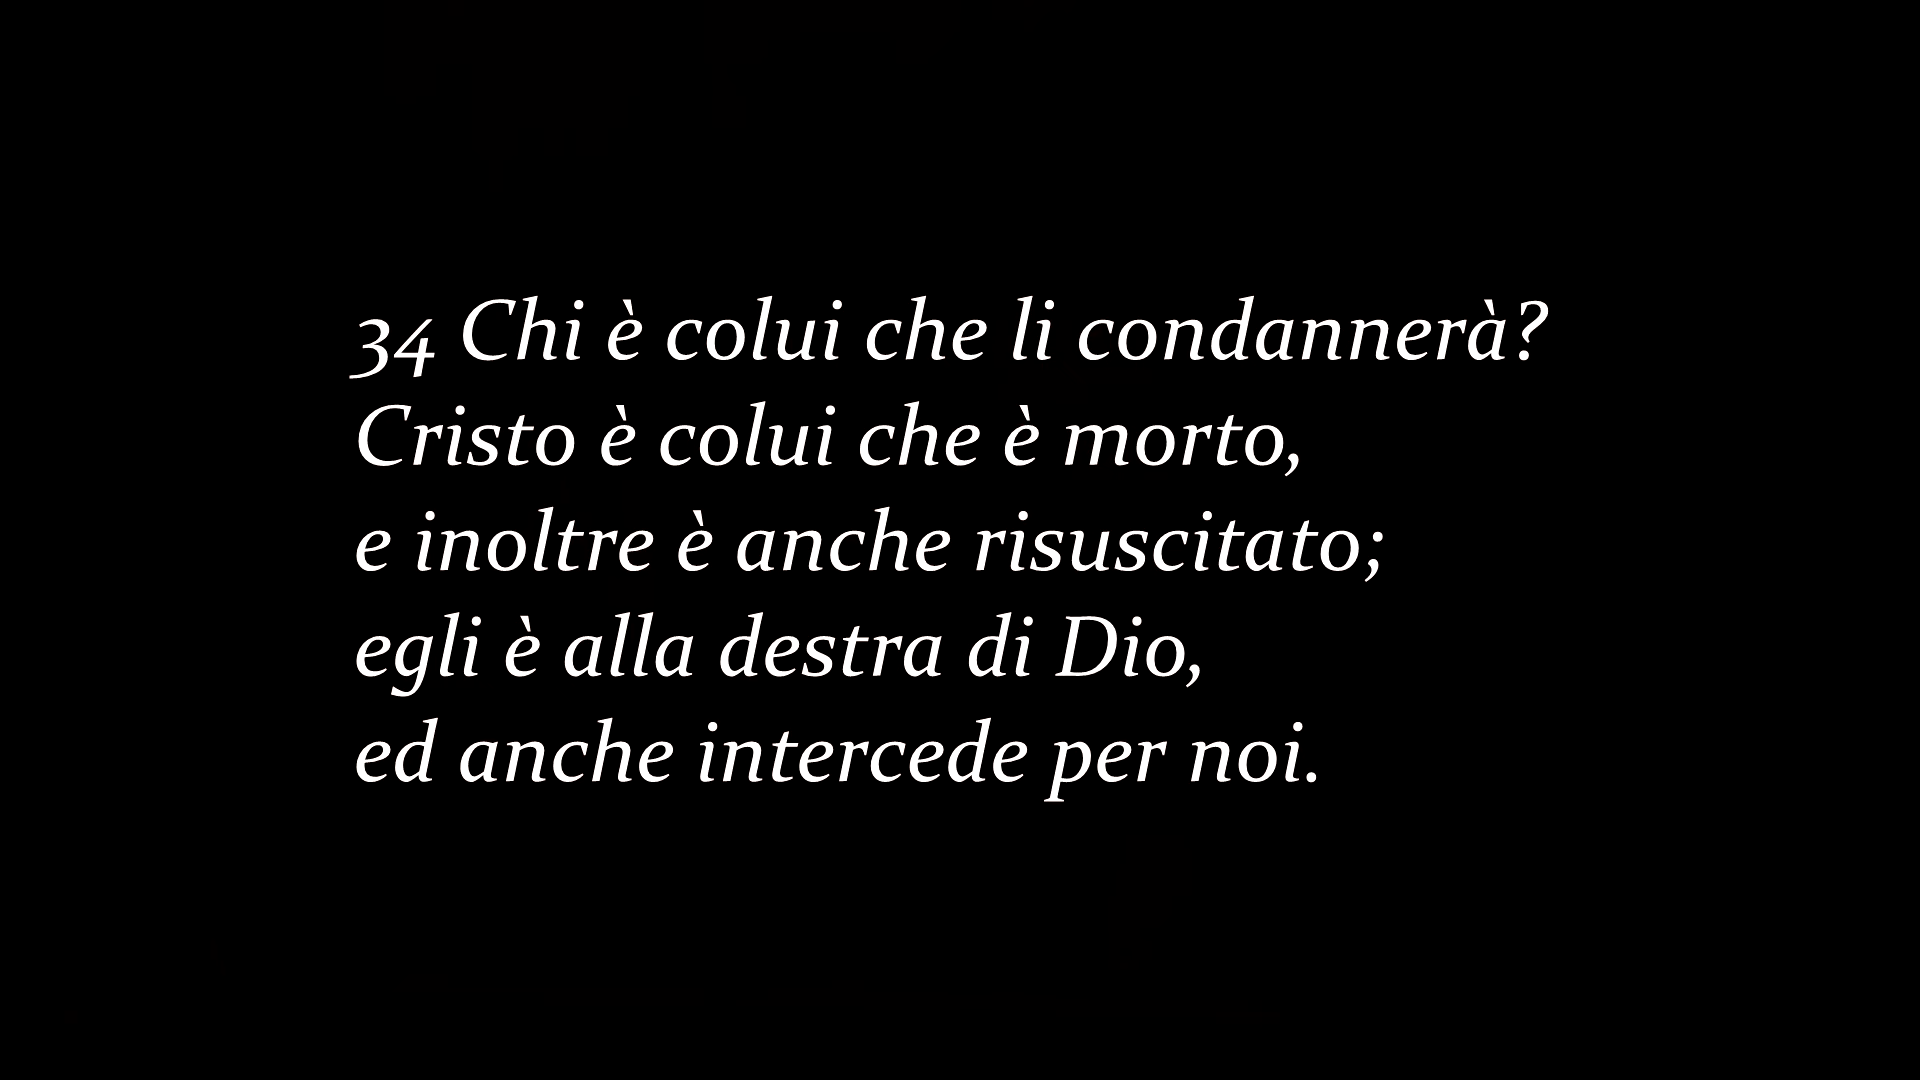 34 Chi è colui che li condannerà?
Cristo è colui che è morto,
e inoltre è anche risuscitato;
egli è alla destra di Dio,
ed anche intercede per noi.